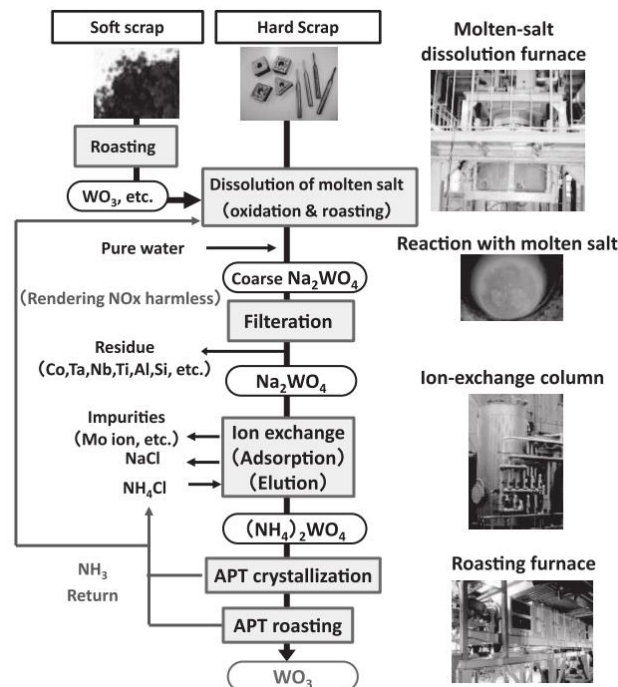 Soft scrap
Hard Scrap
Molten-salt
dissolution furnace
Roasting
WO₃, etc.
Dissolution of molten salt
(oxidation & roasting)
Pure water
Reaction with molten salt
Coarse Na₂WO₄
(Rendering NOx harmless)
Filteration
Residue
(Co,Ta,Nb,Ti,Al,Si, etc.)
Na₂WO₄
Ion-exchange column
Impurities
(Mo ion, etc.)
NaCl
NH₄Cl
Ion exchange
(Adsorption)
(Elution)
(NH₄)₂WO₄
Roasting furnace
NH₃
Return
APT crystallization
APT roasting
WO₃